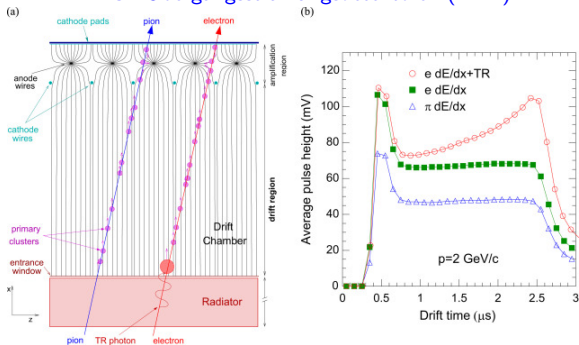 (a)
cathode pads
pion
electron
amplification
region
anode
wires
cathode
wires
drift region
primary
clusters
Drift
Chamber
entrance
window
x
z
Radiator
pion
TR photon
electron
(b)
Average pulse height (mV)
120
100
80
60
40
20
0
e dE/dx+TR
e dE/dx
π dE/dx
p=2 GeV/c
0 0.5 1 1.5 2 2.5 3
Drift time (μs)